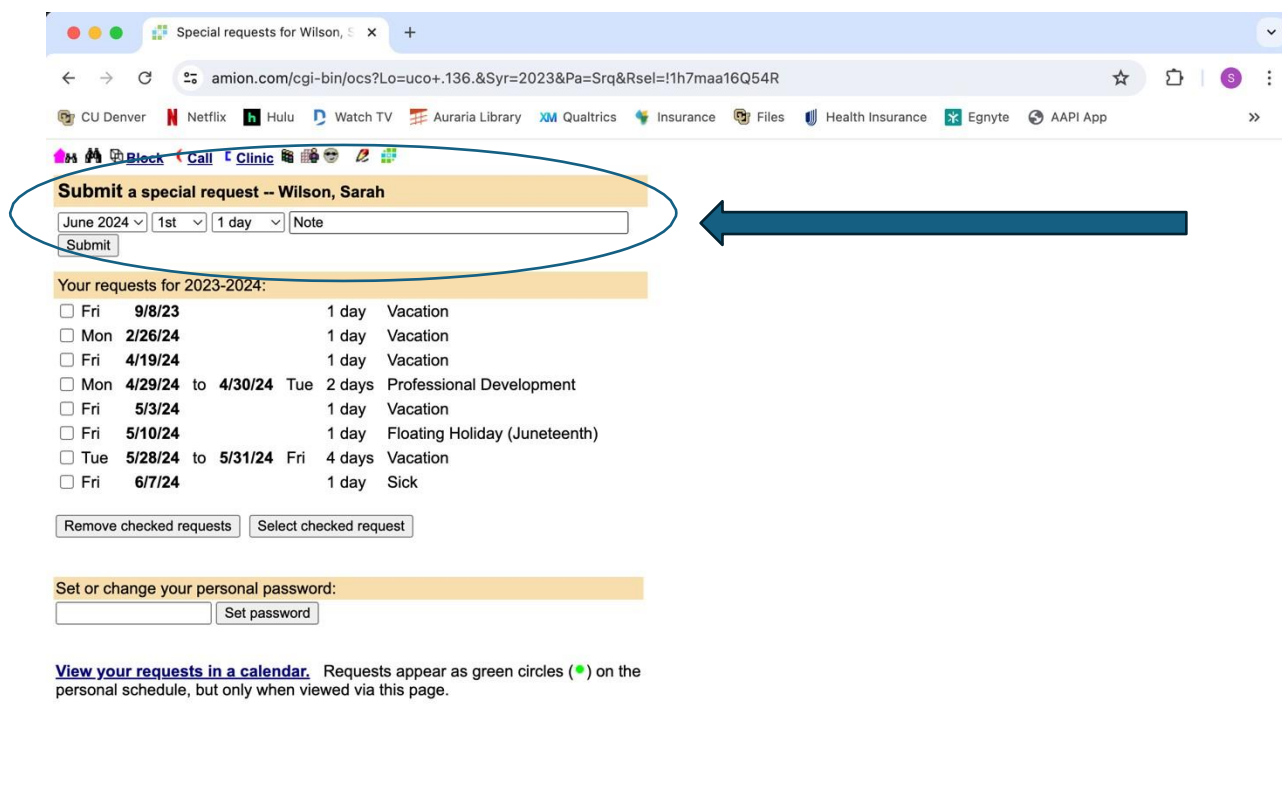 Special requests for Wilson, S
amion.com/cgi-bin/ocs?Lo=uco+.136.&Syr=2023&Pa=Srq&Rsel=!1h7maa16Q54R
S
CU Denver Netflix h Hulu Watch TV Auraria Library XM Qualtrics Insurance Files Health Insurance Egnyte AAPI App
Block Call Clinic
Submit a special request -- Wilson, Sarah
June 2024 1st 1 day Note
Submit
Your requests for 2023-2024:
Fri 9/8/23 1 day Vacation
Mon 2/26/24 1 day Vacation
Fri 4/19/24 1 day Vacation
Mon 4/29/24 to 4/30/24 Tue 2 days Professional Development
Fri 5/3/24 1 day Vacation
Fri 5/10/24 1 day Floating Holiday (Juneteenth)
Tue 5/28/24 to 5/31/24 Fri 4 days Vacation
Fri 6/7/24 1 day Sick
Remove checked requests Select checked request
Set or change your personal password:
Set password
View your requests in a calendar. Requests appear as green circles ( ) on the
personal schedule, but only when viewed via this page.